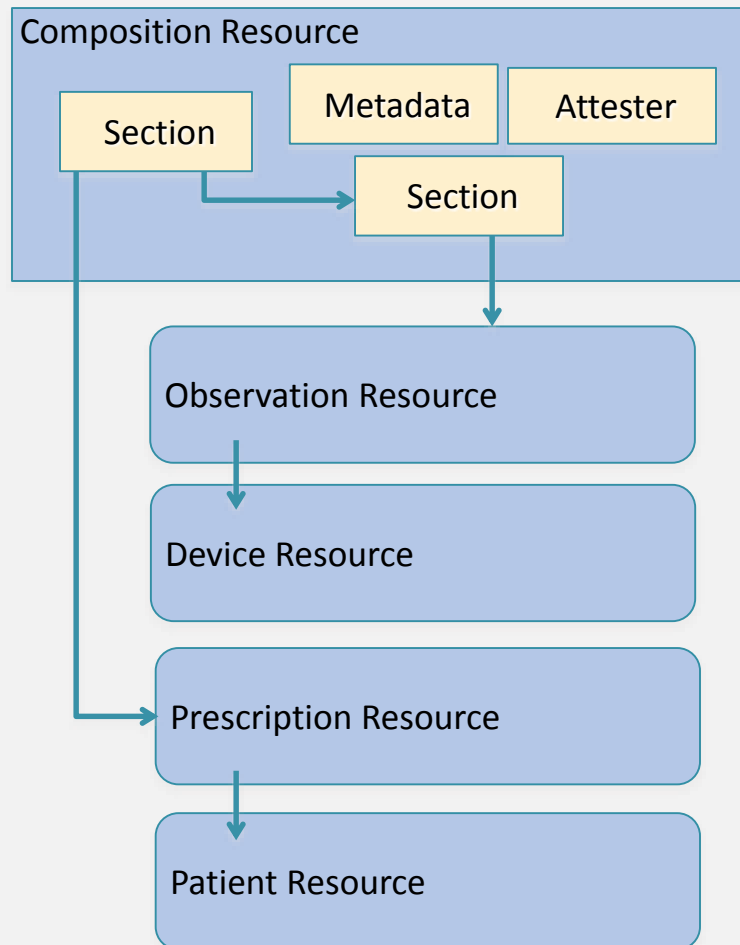 Composition Resource
Metadata
Attester
Section
Section
Observation Resource
Device Resource
Prescription Resource
Patient Resource